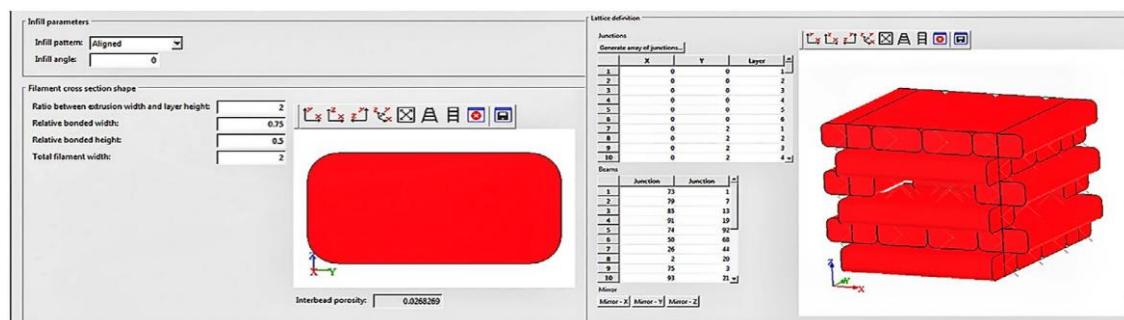 Infill parameters
Infill pattern: Aligned
Infill angle: 0
Filament cross section shape
Ratio between extrusion width and layer height: 2
Relative bonded width: 0.75
Relative bonded height: 0.5
Total filament width: 2
Z
X Y
Interbead porosity: 0.0268269
Lattice definition
Junctions
Generate array of junctions...
X Y Layer
1 0 0 1
2 0 0 2
3 0 0 3
4 0 0 4
5 0 0 5
6 0 0 6
7 0 2 1
8 0 2 2
9 0 2 3
10 0 2 4
Beams
Junction Junction
1 73 1
2 79 7
3 85 13
4 91 19
5 74 92
6 50 68
7 26 44
8 2 20
9 75 3
10 93 21
Mirror
Mirror - X Mirror - Y Mirror - Z
Z
Y
X